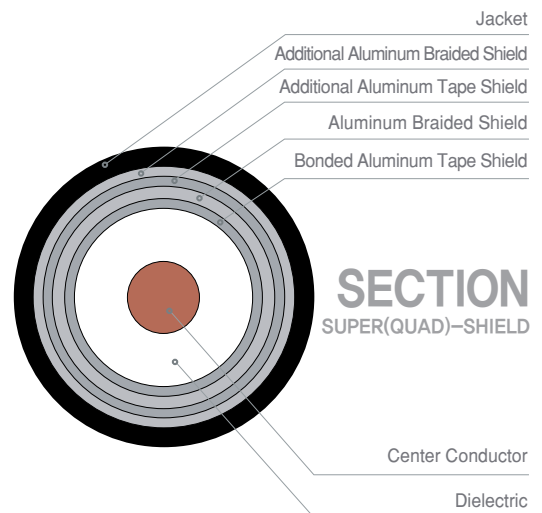 Jacket
Additional Aluminum Braided Shield
Additional Aluminum Tape Shield
Aluminum Braided Shield
Bonded Aluminum Tape Shield
SECTION
SUPER(QUAD)–SHIELD
Center Conductor
Dielectric